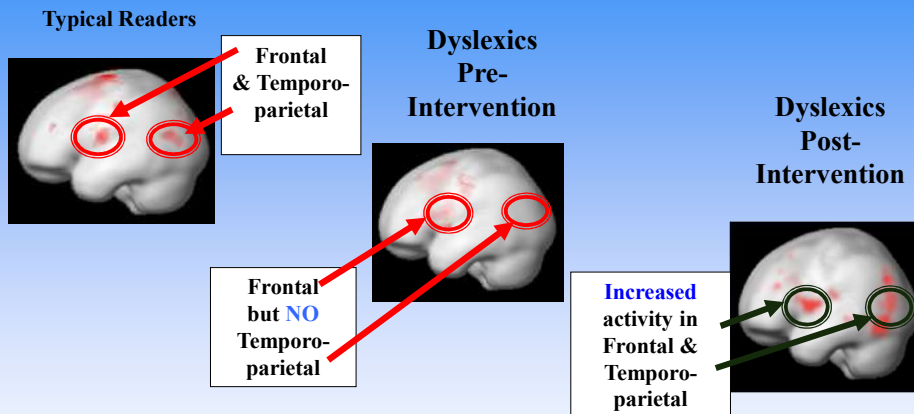 Typical Readers
Frontal
& Temporo-
parietal
Dyslexics
Pre-
Intervention
Frontal
but NO
Temporo-
parietal
Dyslexics
Post-
Intervention
Increased
activity in
Frontal &
Temporo-
parietal